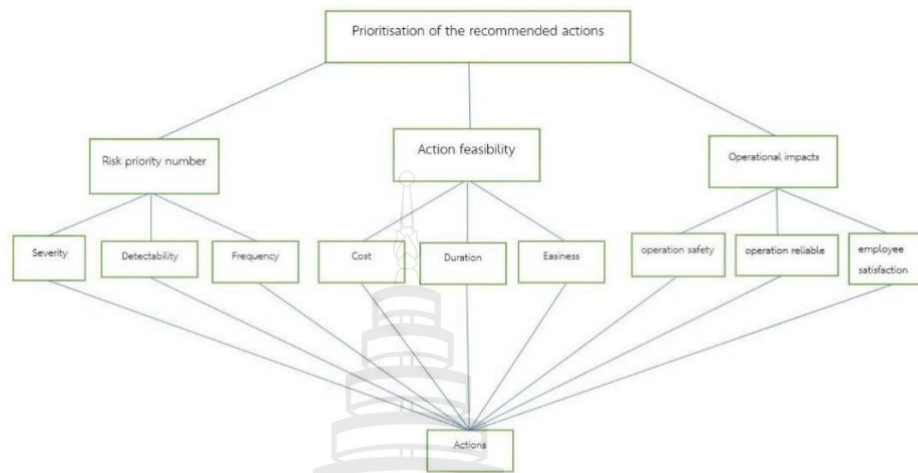 Prioritisation of the recommended actions
Risk priority number
Action feasibility
Operational impacts
Severity
Detectability
Frequency
Cost
Duration
Easiness
operation safety
operation reliable
employee
satisfaction
Actions